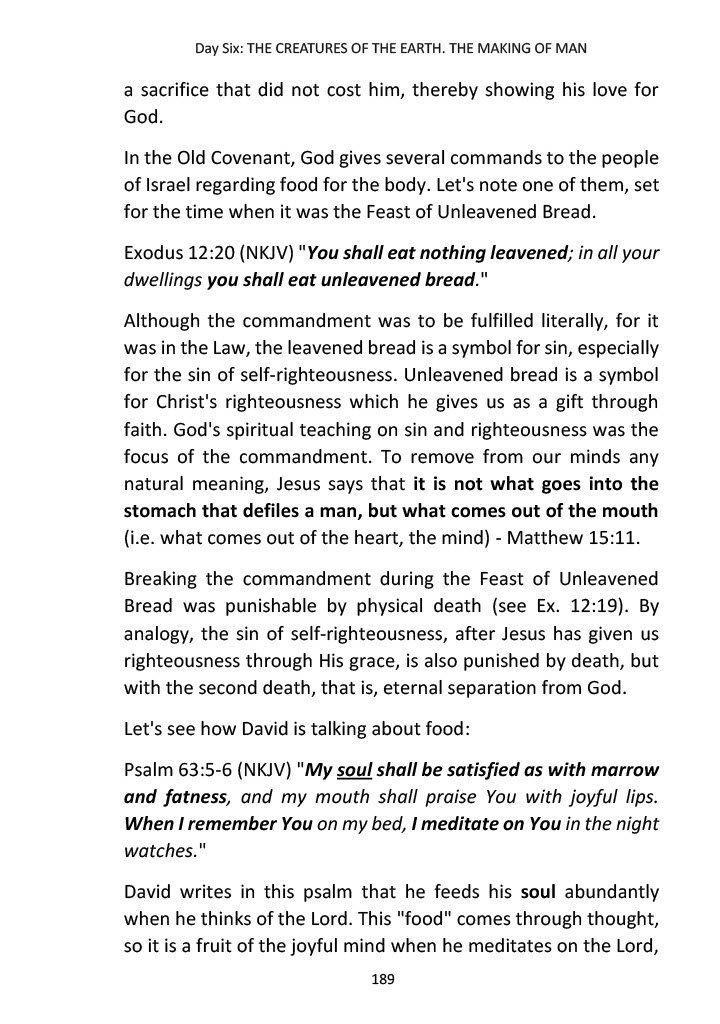 Day Six: THE CREATURES OF THE EARTH. THE MAKING OF MAN
a sacrifice that did not cost him, thereby showing his love for
God.
In the Old Covenant, God gives several commands to the people
of Israel regarding food for the body. Let's note one of them, set
for the time when it was the Feast of Unleavened Bread.
Exodus 12:20 (NKJV) "You shall eat nothing leavened; in all your
dwellings you shall eat unleavened bread."
Although the commandment was to be fulfilled literally, for it
was in the Law, the leavened bread is a symbol for sin, especially
for the sin of self-righteousness. Unleavened bread is a symbol
for Christ's righteousness which he gives us as a gift through
faith. God's spiritual teaching on sin and righteousness was the
focus of the commandment. To remove from our minds any
natural meaning, Jesus says that it is not what goes into the
stomach that defiles a man, but what comes out of the mouth
(i.e. what comes out of the heart, the mind) - Matthew 15:11.
Breaking the commandment during the Feast of Unleavened
Bread was punishable by physical death (see Ex. 12:19). By
analogy, the sin of self-righteousness, after Jesus has given us
righteousness through His grace, is also punished by death, but
with the second death, that is, eternal separation from God.
Let's see how David is talking about food:
Psalm 63:5-6 (NKJV) "My soul shall be satisfied as with marrow
and fatness, and my mouth shall praise You with joyful lips.
When I remember You on my bed, I meditate on You in the night
watches."
David writes in this psalm that he feeds his soul abundantly
when he thinks of the Lord. This "food" comes through thought,
so it is a fruit of the joyful mind when he meditates on the Lord,
189